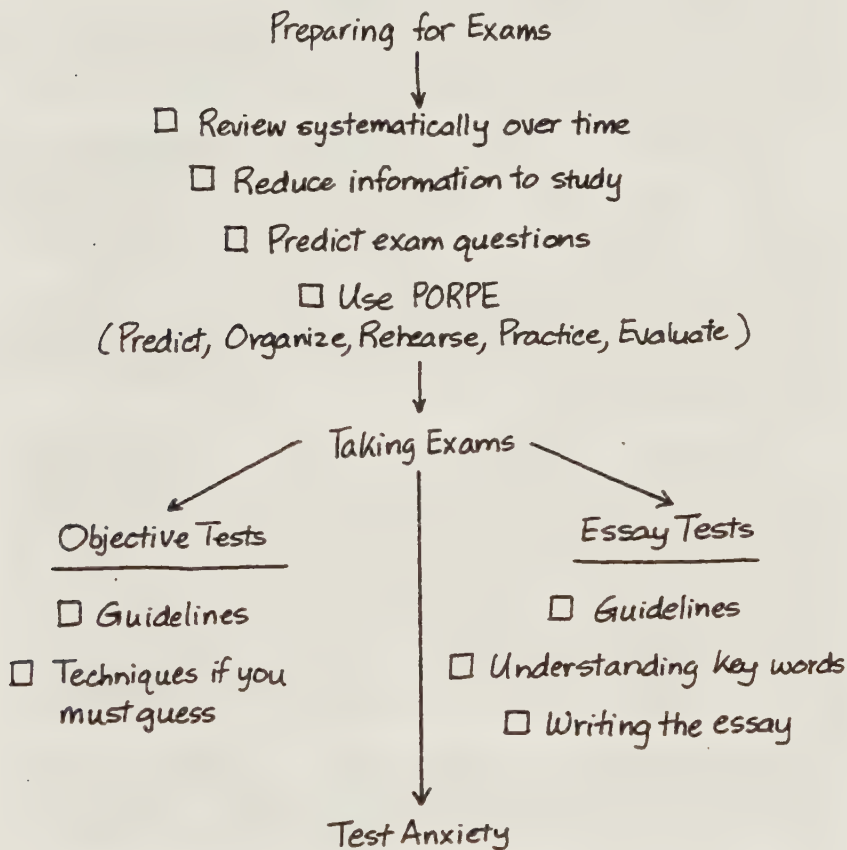 Preparing for Exams
☐ Review systematically over time
☐ Reduce information to study
☐ Predict exam questions
☐ Use PORPE
(Predict, Organize, Rehearse, Practice, Evaluate)
Taking Exams
Objective Tests
☐ Guidelines
☐ Techniques if you
must guess
Essay Tests
☐ Guidelines
☐ Understanding key words
☐ Writing the essay
Test Anxiety